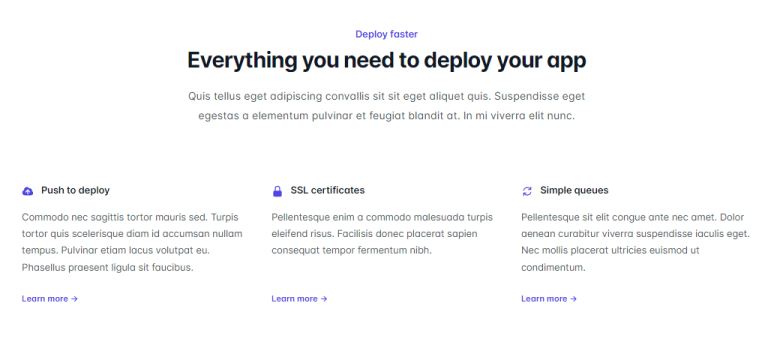 Deploy faster
Everything you need to deploy your app
Quis tellus eget adipiscing convallis sit sit eget aliquet quis. Suspendisse eget
egestas a elementum pulvinar et feugiat blandit at. In mi viverra elit nunc.
Push to deploy
Commodo nec sagittis tortor mauris sed. Turpis
tortor quis scelerisque diam id accumsan nullam
tempus. Pulvinar etiam lacus volutpat eu.
Phasellus praesent ligula sit faucibus.
Learn more →
SSL certificates
Pellentesque enim a commodo malesuada turpis
eleifend risus. Facilisis donec placerat sapien
consequat tempor fermentum nibh.
Learn more →
Simple queues
Pellentesque sit elit congue ante nec amet. Dolor
aenean curabitur viverra suspendisse iaculis eget.
Nec mollis placerat ultricies euismod ut
condimentum.
Learn more →